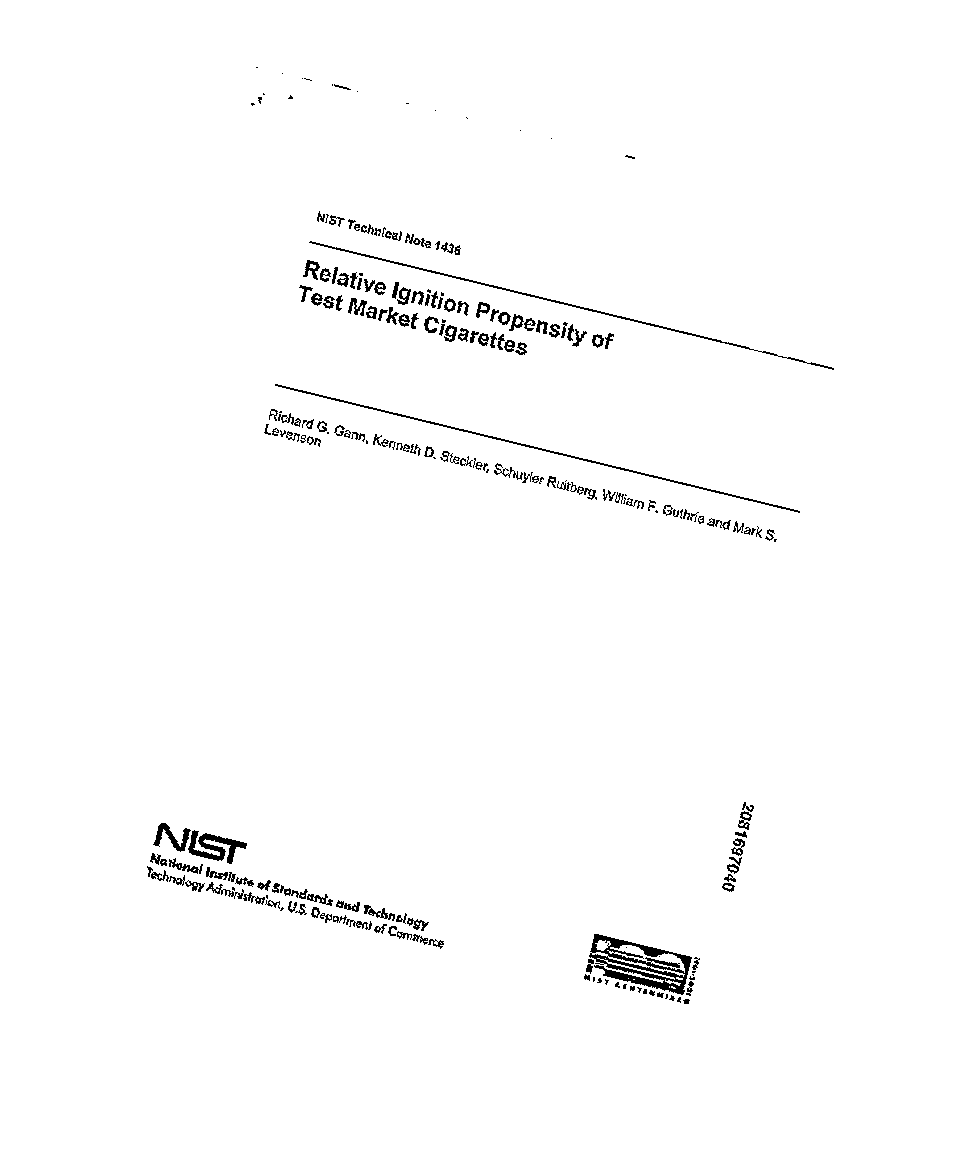 NIST Technical Note 1436
Relative Ignition Propensity of
Test Market Cigarettes
Richard G. Gann, Kenneth D. Steckler, Schuyler Ruitberg, William F. Guthrie and Mark S.
Levenson
2081697040
NIST
National Institute of Standards and Technology
Technology Administration, U.S. Department of Commerce
NIST CENTENNIAL